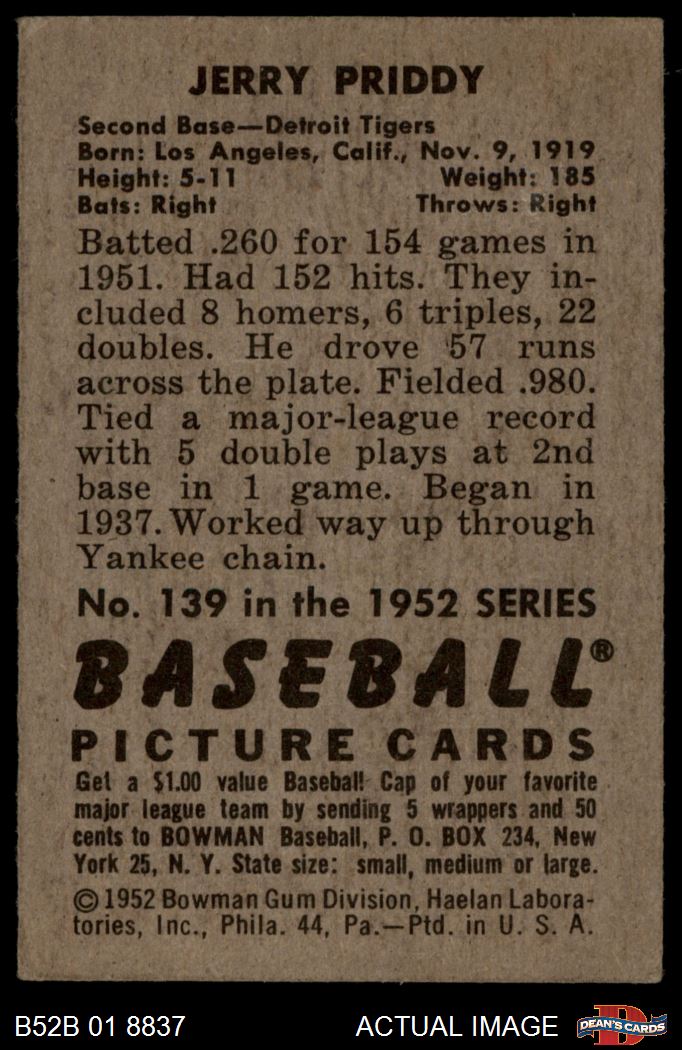 JERRY PRIDDY
Second Base—Detroit Tigers
Born: Los Angeles, Calif., Nov. 9, 1919
Height: 5-11 Weight: 185
Bats: Right Throws: Right
Batted .260 for 154 games in
1951. Had 152 hits. They in-
cluded 8 homers, 6 triples, 22
doubles. He drove 57 runs
across the plate. Fielded .980.
Tied a major-league record
with 5 double plays at 2nd
base in 1 game. Began in
1937. Worked way up through
Yankee chain.
No. 139 in the 1952 SERIES
BASEBALL®
PICTURE CARDS
Get a $1.00 value Baseball Cap of your favorite
major league team by sending 5 wrappers and 50
cents to BOWMAN Baseball, P. O. BOX 234, New
York 25, N. Y. State size: small, medium or large.
©1952 Bowman Gum Division, Haelan Labora-
tories, Inc., Phila. 44, Pa.—Ptd. in U. S. A.
B52B 01 8837 ACTUAL IMAGE DEAN'S CARDS